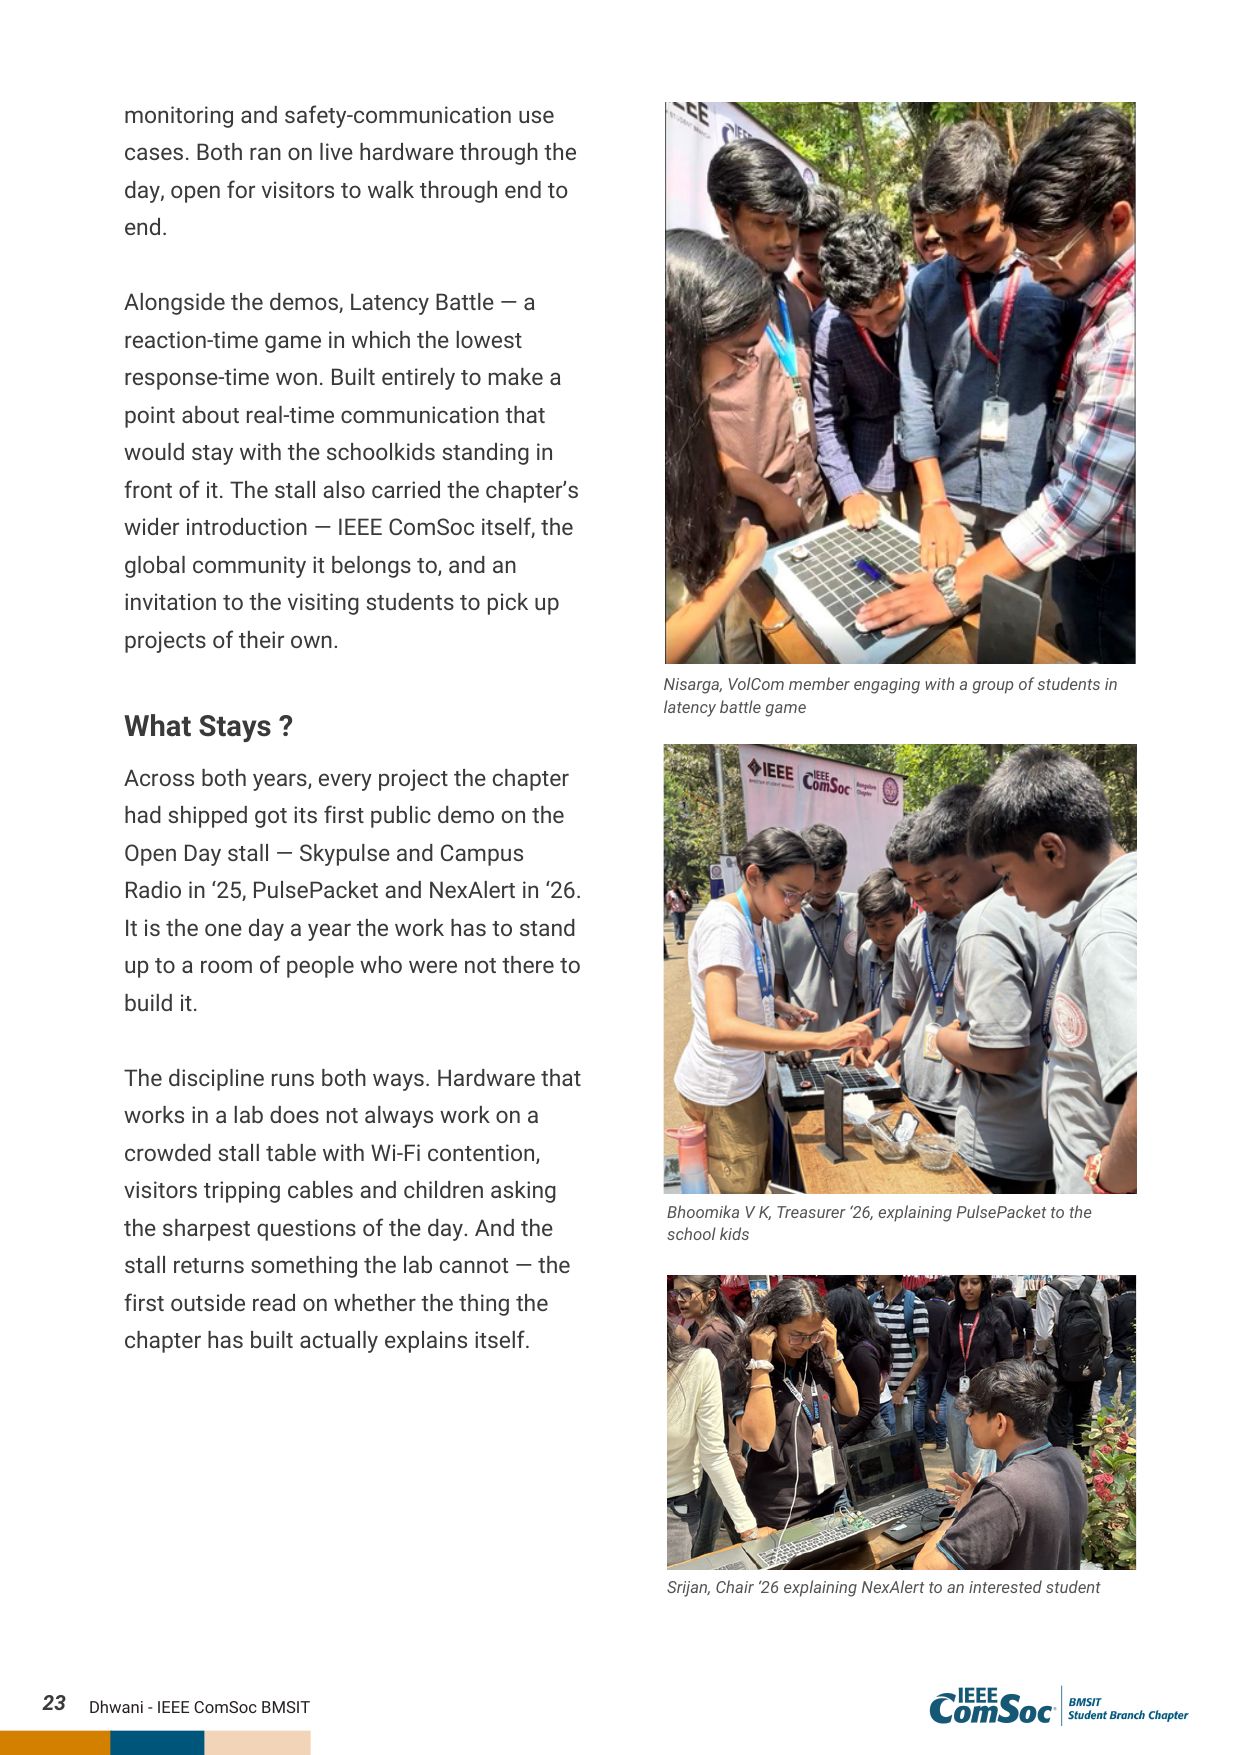 monitoring and safety-communication use
cases. Both ran on live hardware through the
day, open for visitors to walk through end to
end.
Alongside the demos, Latency Battle — a
reaction-time game in which the lowest
response-time won. Built entirely to make a
point about real-time communication that
would stay with the schoolkids standing in
front of it. The stall also carried the chapter’s
wider introduction — IEEE ComSoc itself, the
global community it belongs to, and an
invitation to the visiting students to pick up
projects of their own.
What Stays ?
Across both years, every project the chapter
had shipped got its first public demo on the
Open Day stall — Skypulse and Campus
Radio in ‘25, PulsePacket and NexAlert in ‘26.
It is the one day a year the work has to stand
up to a room of people who were not there to
build it.
The discipline runs both ways. Hardware that
works in a lab does not always work on a
crowded stall table with Wi-Fi contention,
visitors tripping cables and children asking
the sharpest questions of the day. And the
stall returns something the lab cannot — the
first outside read on whether the thing the
chapter has built actually explains itself.
Nisarga, VolCom member engaging with a group of students in
latency battle game
IEEE
IEEE
ComSoc
Bangalore
Chapter
Bhoomika V K, Treasurer ‘26, explaining PulsePacket to the
school kids
Srijan, Chair ‘26 explaining NexAlert to an interested student
23 Dhwani - IEEE ComSoc BMSIT
IEEE
ComSoc
BMSIT
Student Branch Chapter